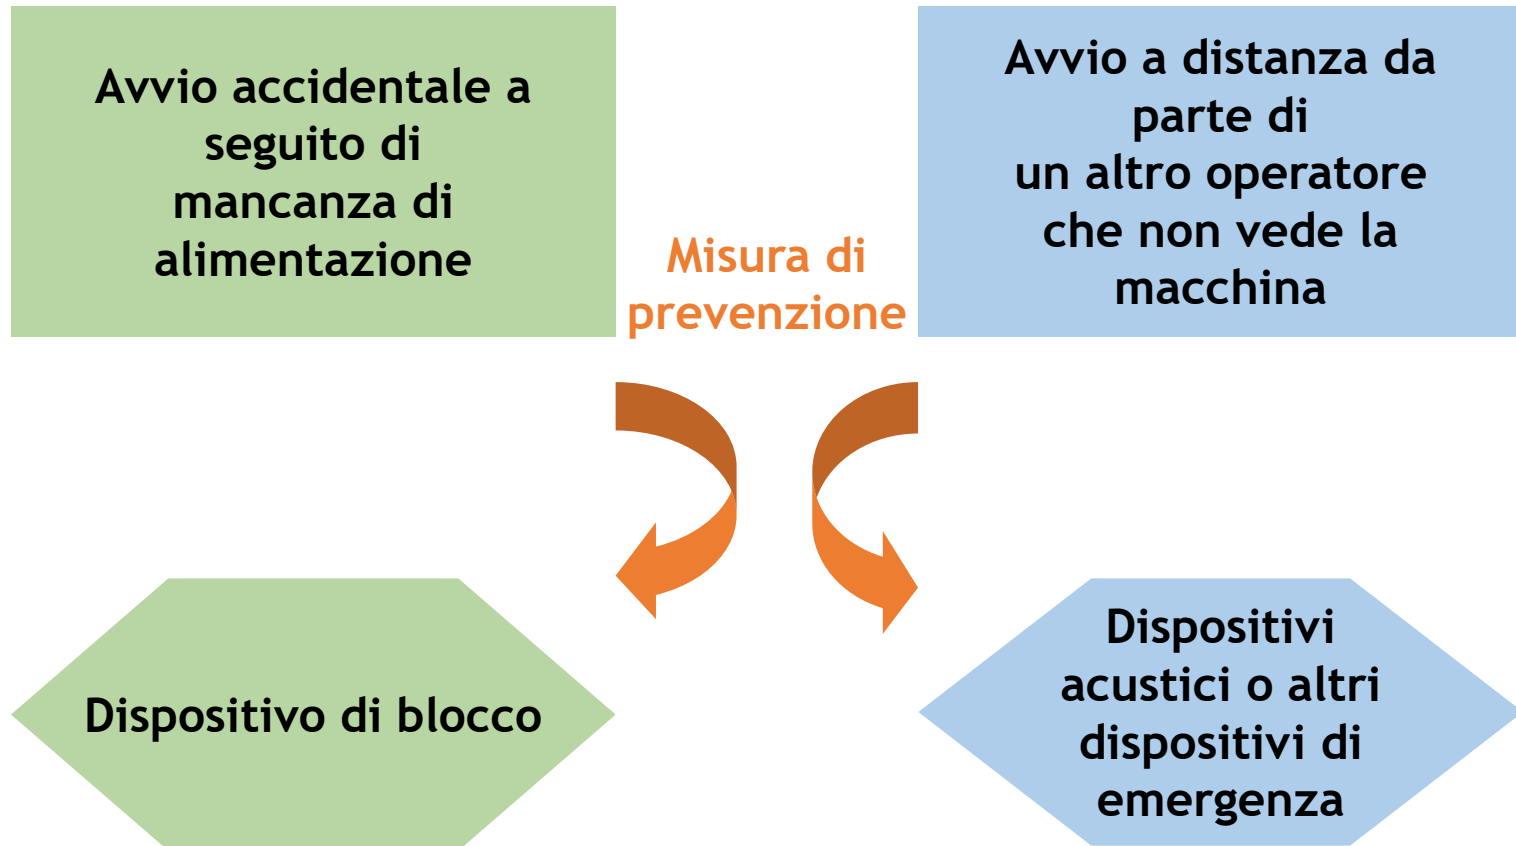 Avvio accidentale a
seguito di
mancanza di
alimentazione
Avvio a distanza da
parte di
un altro operatore
che non vede la
macchina
Misura di
prevenzione
Dispositivo di blocco
Dispositivi
acustici o altri
dispositivi di
emergenza